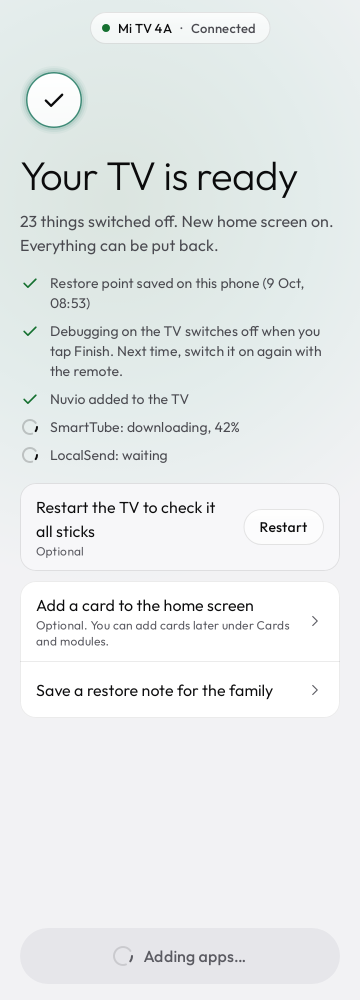 Mi TV 4A · Connected
Your TV is ready
23 things switched off. New home screen on.
Everything can be put back.
Restore point saved on this phone (9 Oct,
08:53)
Debugging on the TV switches off when you
tap Finish. Next time, switch it on again with
the remote.
Nuvio added to the TV
SmartTube: downloading, 42%
LocalSend: waiting
Restart the TV to check it
all sticks
Optional
Restart
Add a card to the home screen
Optional. You can add cards later under Cards
and modules.
Save a restore note for the family
Adding apps…